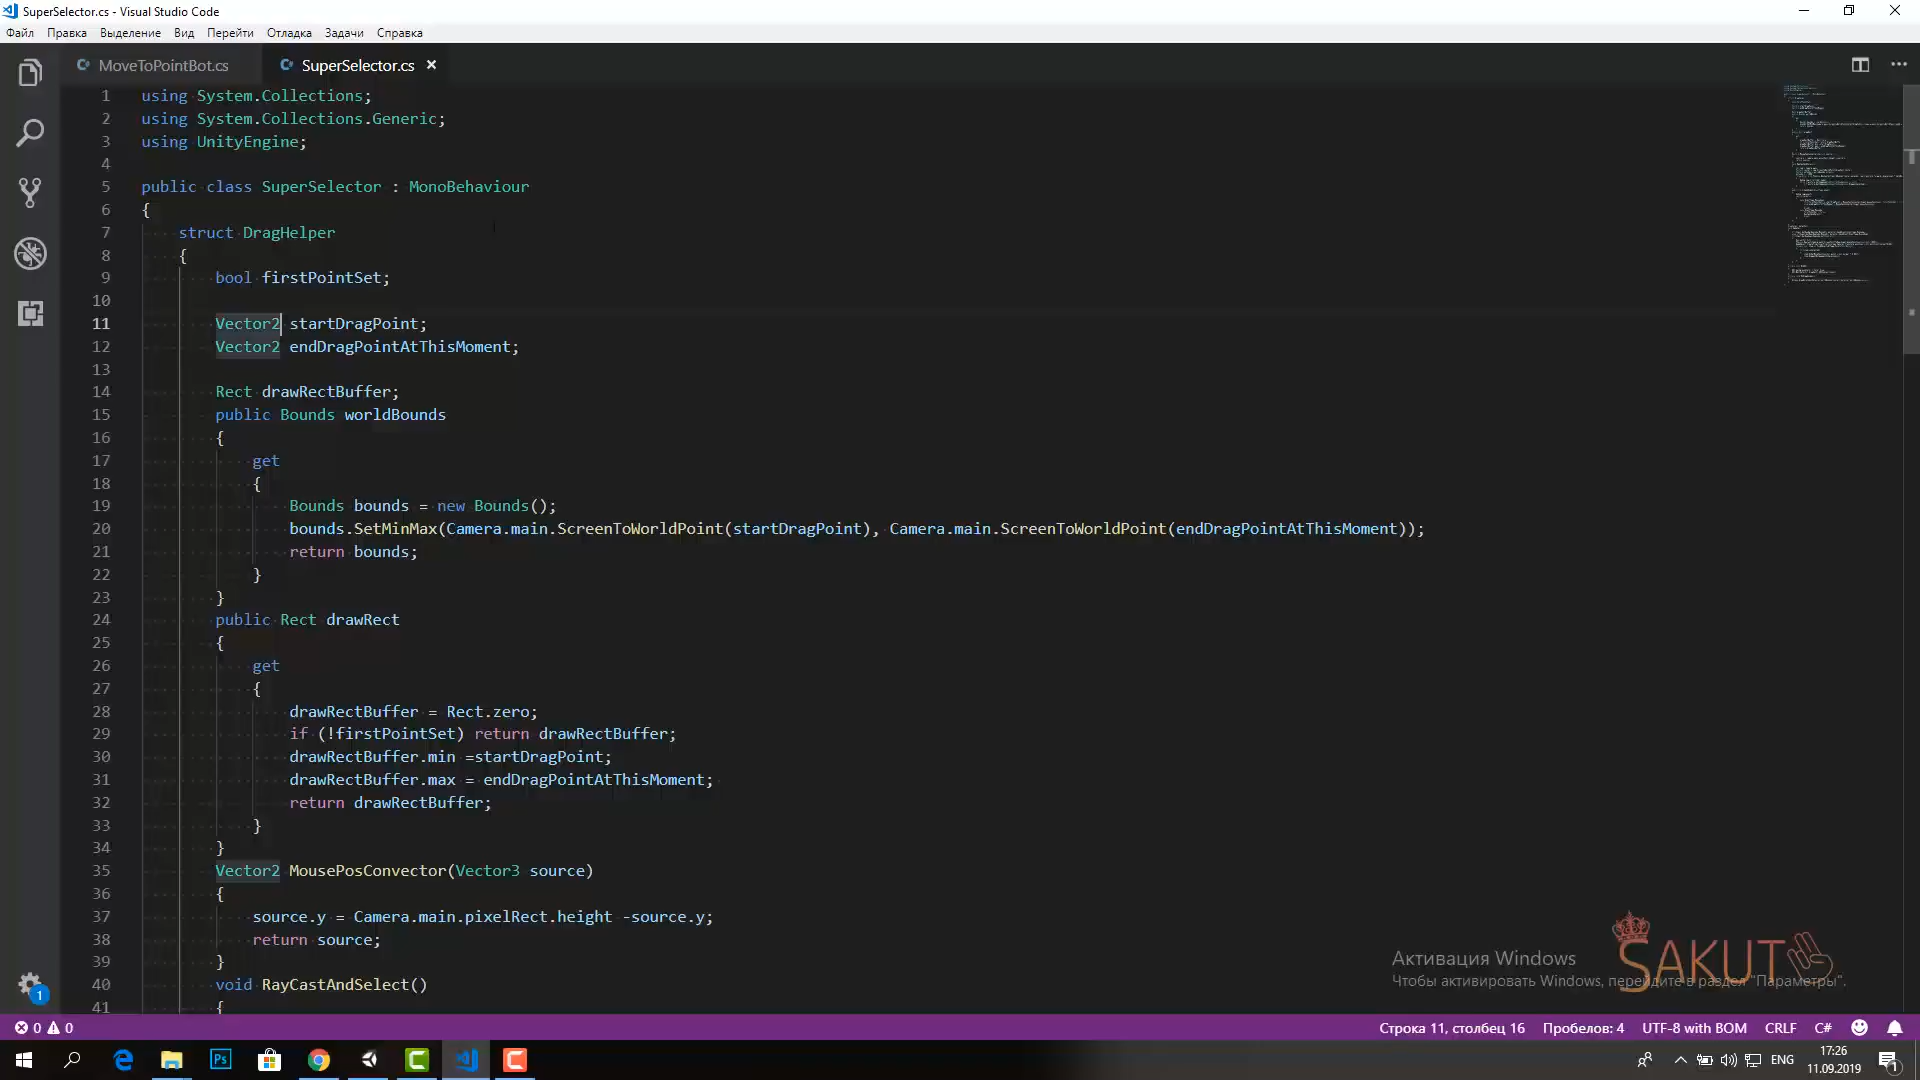 SuperSelector.cs - Visual Studio Code
Файл Правка Выделение Вид Перейти Отладка Задачи Справка
MoveToPointBot.cs SuperSelector.cs
1 using System.Collections;
2 using System.Collections.Generic;
3 using UnityEngine;
4
5 public class SuperSelector : MonoBehaviour
6 {
7 struct DragHelper
8 {
9 bool firstPointSet;
10
11 Vector2 startDragPoint;
12 Vector2 endDragPointAtThisMoment;
13
14 Rect drawRectBuffer;
15 public Bounds worldBounds
16 {
17 get
18 {
19 Bounds bounds = new Bounds();
20 bounds.SetMinMax(Camera.main.ScreenToWorldPoint(startDragPoint), Camera.main.ScreenToWorldPoint(endDragPointAtThisMoment));
21 return bounds;
22 }
23 }
24 public Rect drawRect
25 {
26 get
27 {
28 drawRectBuffer = Rect.zero;
29 if (!firstPointSet) return drawRectBuffer;
30 drawRectBuffer.min =startDragPoint;
31 drawRectBuffer.max = endDragPointAtThisMoment;
32 return drawRectBuffer;
33 }
34 }
35 Vector2 MousePosConvector(Vector3 source)
36 {
37 source.y = Camera.main.pixelRect.height -source.y;
38 return source;
39 }
40 void RayCastAndSelect()
41 {
Активация Windows
Чтобы активировать Windows, перейдите в раздел "Параметры".
SAKUT
1
0 0 Строка 11, столбец 16 Пробелов: 4 UTF-8 with BOM CRLF C#
Ps
ENG
17:26
11.09.2019
1